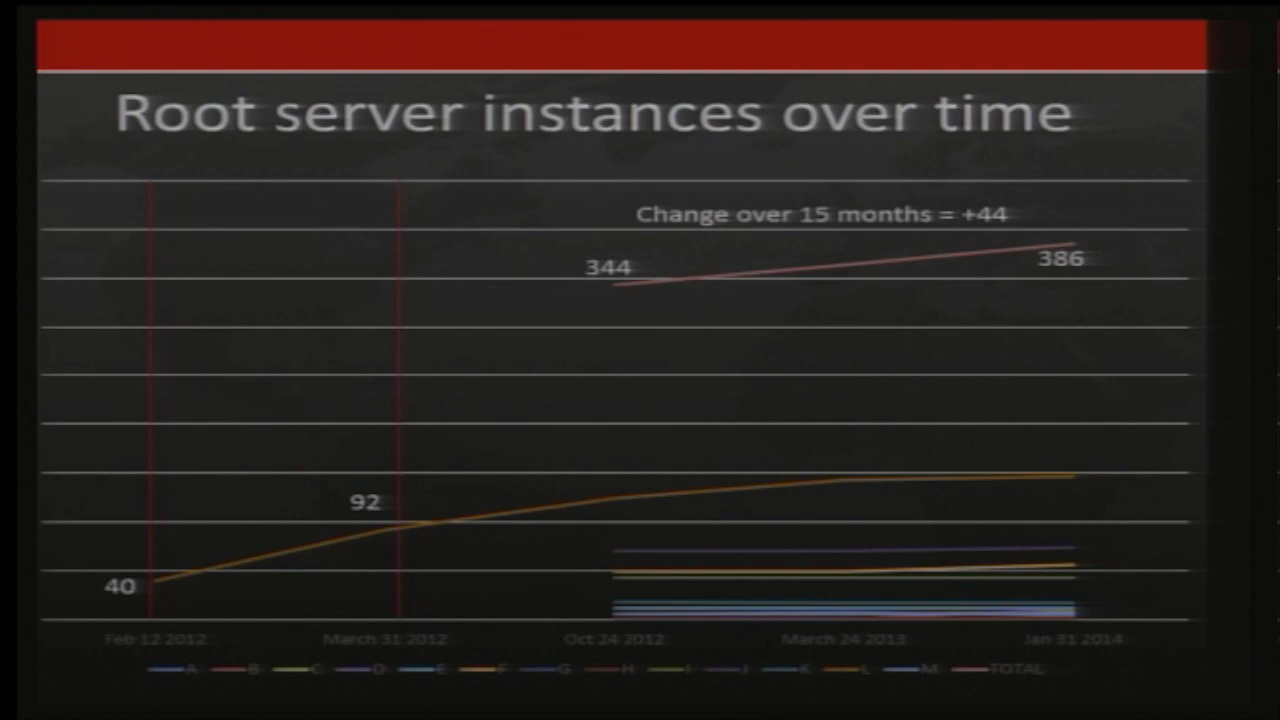 Root server instances over time
Change over 15 months = +44
344
386
92
40
Feb 12 2012 March 31 2012 Oct 24 2012 March 24 2013 Jan 31 2014
A B C D E F G H I J K L M TOTAL